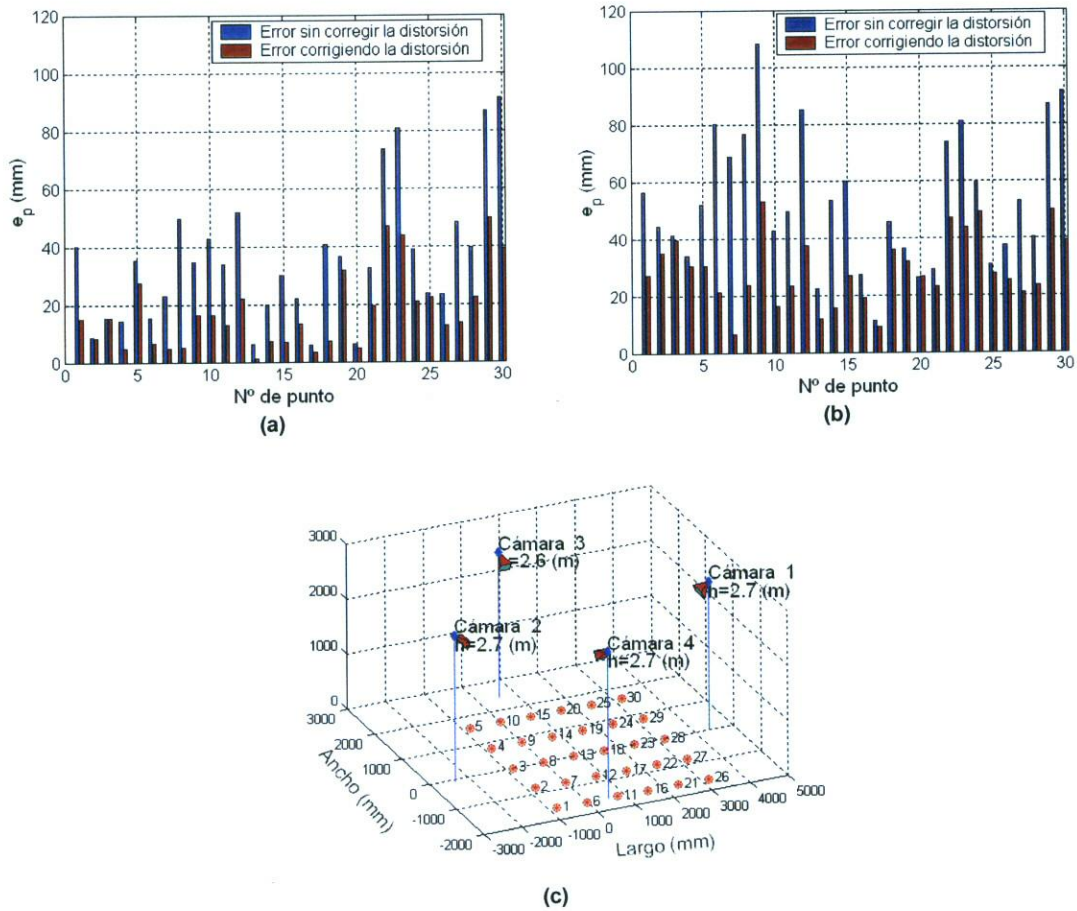 120
100
80
60
40
20
0
e_p (mm)
Error sin corregir la distorsión
Error corrigiendo la distorsión
0 5 10 15 20 25 30
Nº de punto
(a)
120
100
80
60
40
20
0
e_p (mm)
Error sin corregir la distorsión
Error corrigiendo la distorsión
0 5 10 15 20 25 30
Nº de punto
(b)
3000
2000
1000
0
Cámara 3
h=2.6 (m)
Cámara 1
h=2.7 (m)
Cámara 2
h=2.7 (m)
Cámara 4
h=2.7 (m)
5 10 15 20 25 30
4 9 14 19 24 29
3 8 13 18 23 28
2 7 12 17 22 27
1 6 11 16 21 26
3000
2000
1000
0
-1000
-2000
Ancho (mm)
-3000 -2000 -1000 0 1000 2000 3000 4000 5000
Largo (mm)
(c)